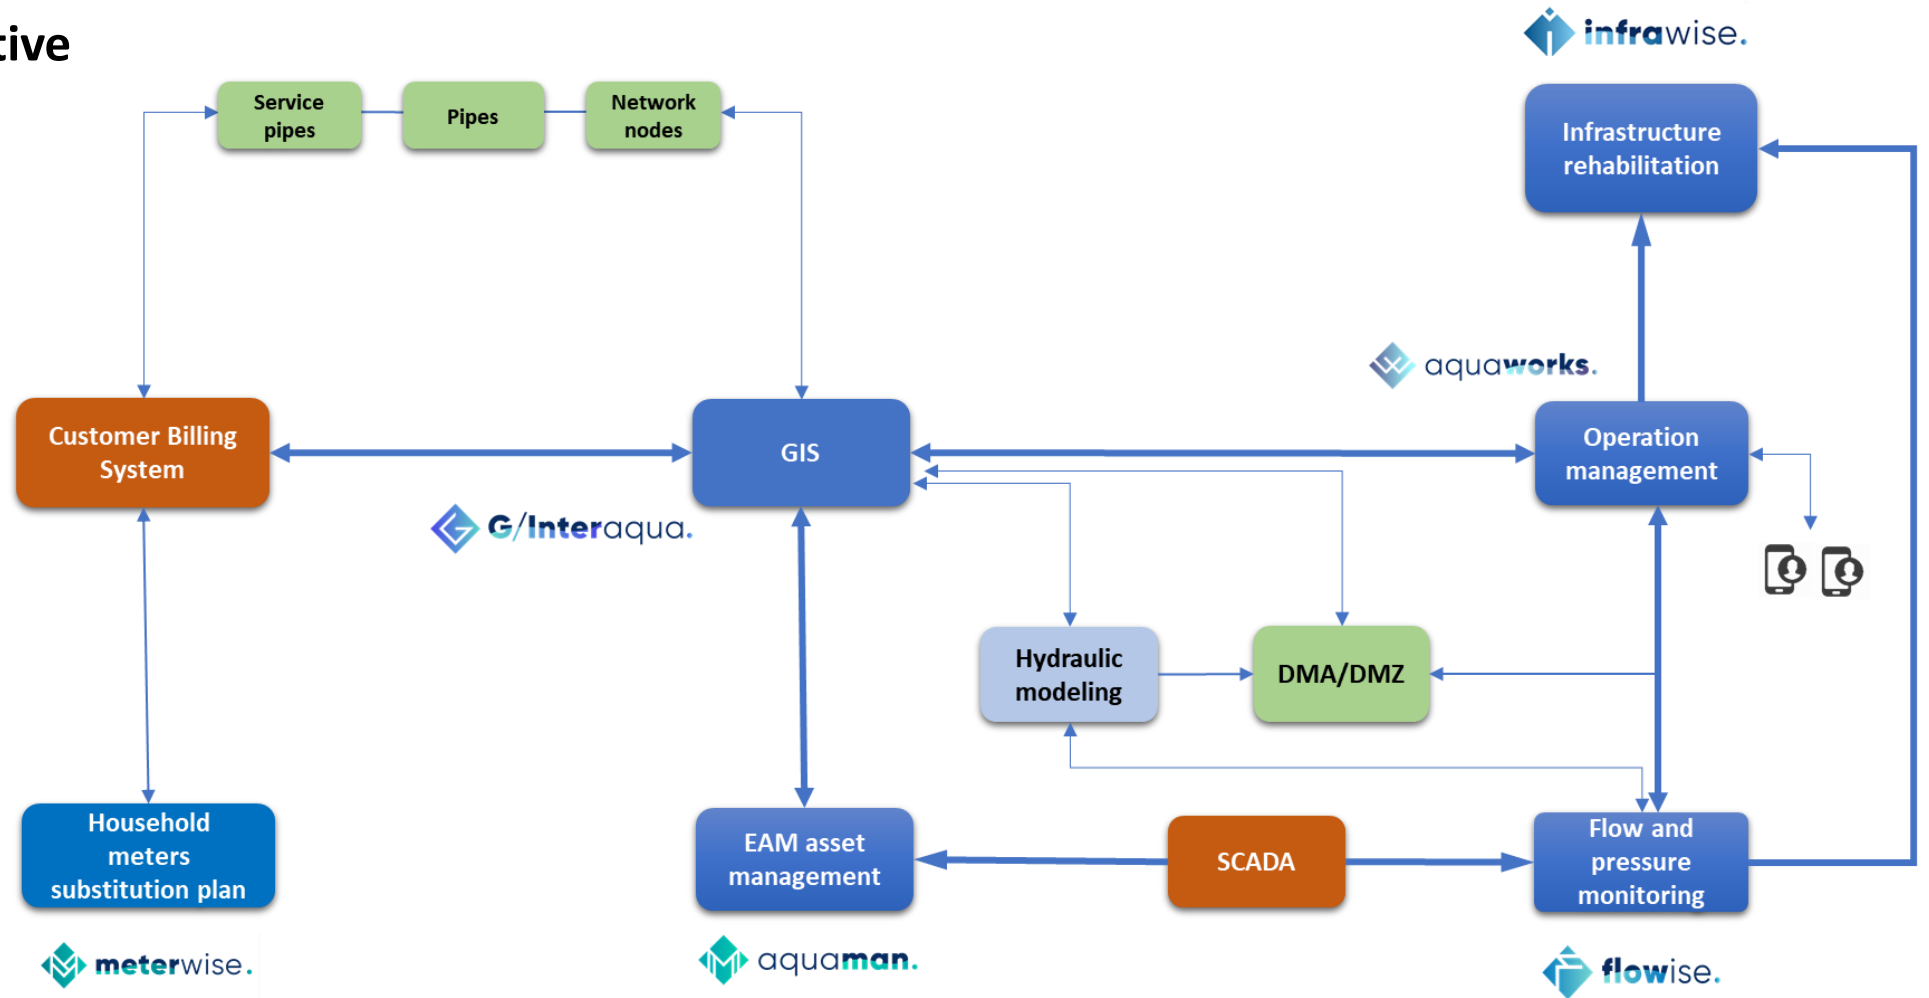 tive
infrawise.
Service
pipes
Pipes
Network
nodes
Infrastructure
rehabilitation
aquaworks.
Customer Billing
System
GIS
Operation
management
G/Interaqua.
Hydraulic
modeling
DMA/DMZ
Household
meters
substitution plan
EAM asset
management
SCADA
Flow and
pressure
monitoring
meterwise.
aquaman.
flowise.